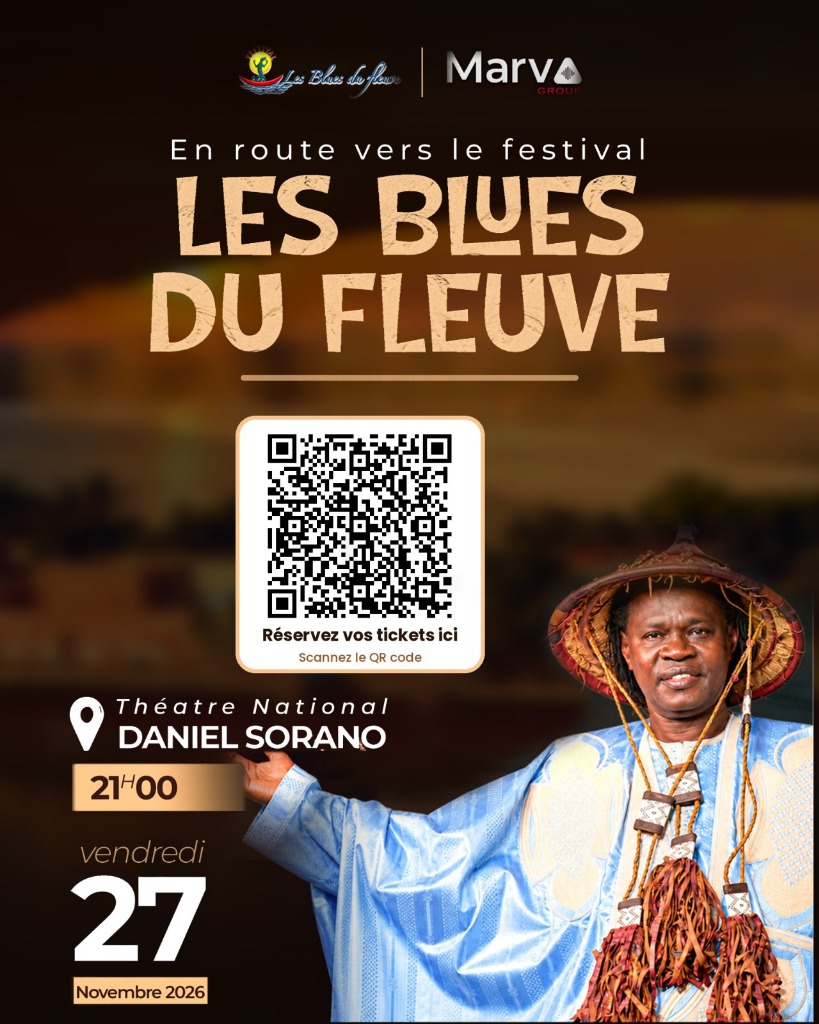 Les Blues du fleuve
Marva
GROUP
En route vers le festival
LES BLUES
DU FLEUVE
Réservez vos tickets ici
Scannez le QR code
Théatre National
DANIEL SORANO
21H00
vendredi
27
Novembre 2026